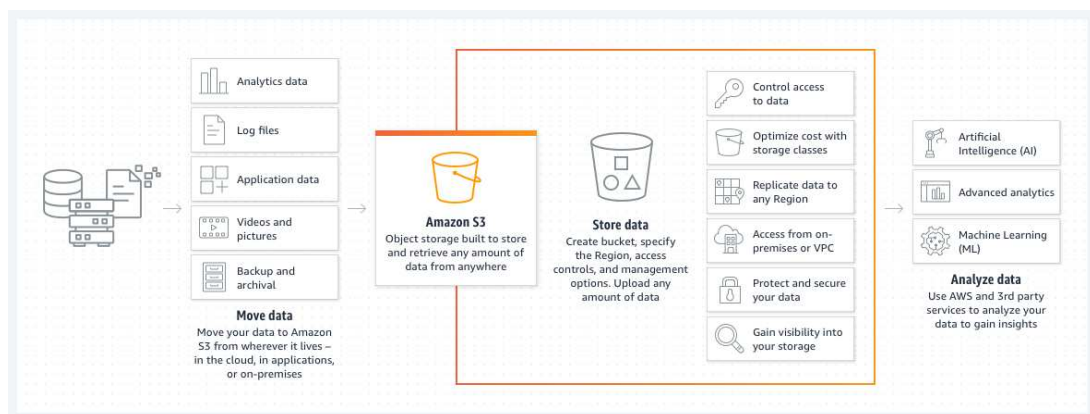 Analytics data
Log files
Application data
Videos and
pictures
Backup and
archival
Move data
Move your data to Amazon
S3 from wherever it lives –
in the cloud, in applications,
or on-premises
Amazon S3
Object storage built to store
and retrieve any amount of
data from anywhere
Store data
Create bucket, specify
the Region, access
controls, and management
options. Upload any
amount of data
Control access
to data
Optimize cost with
storage classes
Replicate data to
any Region
Access from on-
premises or VPC
Protect and secure
your data
Gain visibility into
your storage
Artificial
Intelligence (AI)
Advanced analytics
Machine Learning
(ML)
Analyze data
Use AWS and 3rd party
services to analyze your
data to gain insights